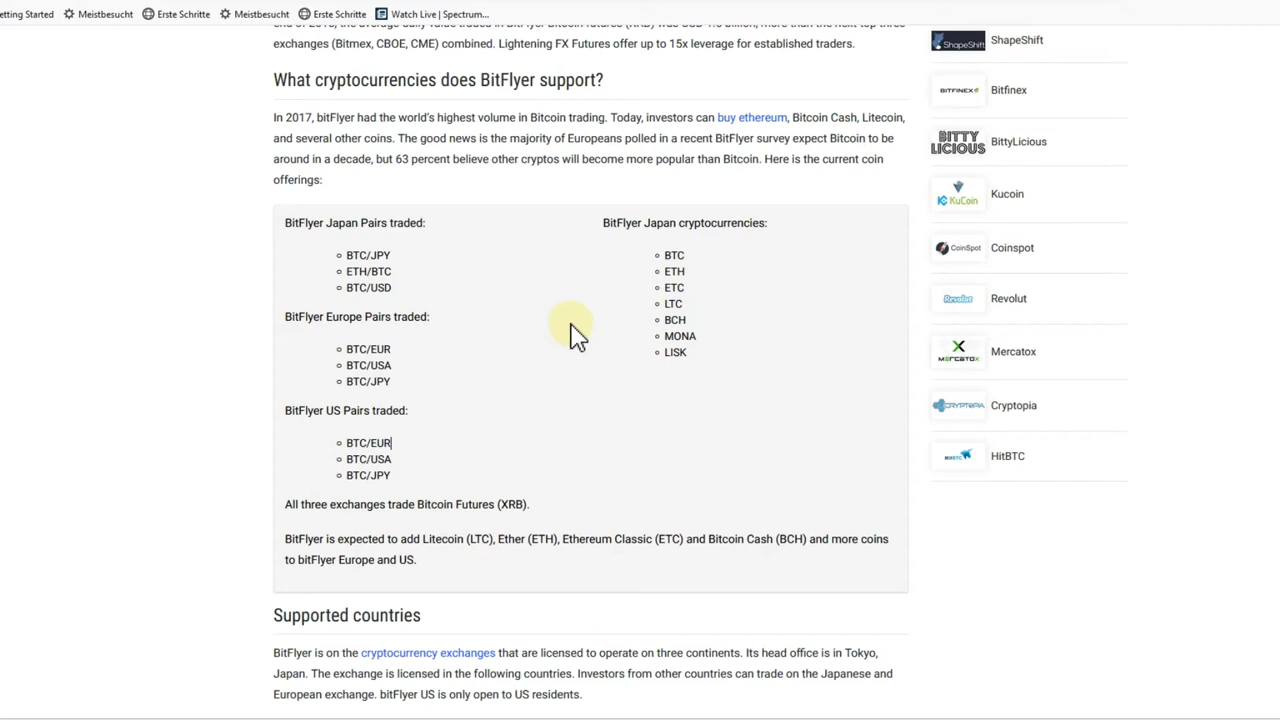 etting Started Meistbesucht Erste Schritte Meistbesucht Erste Schritte Watch Live | Spectrum...
exchanges (Bitmex, CBOE, CME) combined. Lightening FX Futures offer up to 15x leverage for established traders.
What cryptocurrencies does BitFlyer support?
In 2017, bitFlyer had the world's highest volume in Bitcoin trading. Today, investors can buy ethereum, Bitcoin Cash, Litecoin,
and several other coins. The good news is the majority of Europeans polled in a recent BitFlyer survey expect Bitcoin to be
around in a decade, but 63 percent believe other cryptos will become more popular than Bitcoin. Here is the current coin
offerings:
BitFlyer Japan Pairs traded:
BTC/JPY
ETH/BTC
BTC/USD
BitFlyer Europe Pairs traded:
BTC/EUR
BTC/USA
BTC/JPY
BitFlyer US Pairs traded:
BTC/EUR
BTC/USA
BTC/JPY
BitFlyer Japan cryptocurrencies:
BTC
ETH
ETC
LTC
BCH
MONA
LISK
All three exchanges trade Bitcoin Futures (XRB).
BitFlyer is expected to add Litecoin (LTC), Ether (ETH), Ethereum Classic (ETC) and Bitcoin Cash (BCH) and more coins
to bitFlyer Europe and US.
Supported countries
BitFlyer is on the cryptocurrency exchanges that are licensed to operate on three continents. Its head office is in Tokyo,
Japan. The exchange is licensed in the following countries. Investors from other countries can trade on the Japanese and
European exchange. bitFlyer US is only open to US residents.
ShapeShift ShapeShift
BITFINEX Bitfinex
BITTY
LICIOUS BittyLicious
KuCoin Kucoin
CoinSpot Coinspot
Revolut Revolut
MERCATOX Mercatox
CRYPTOPIA Cryptopia
HitBTC HitBTC